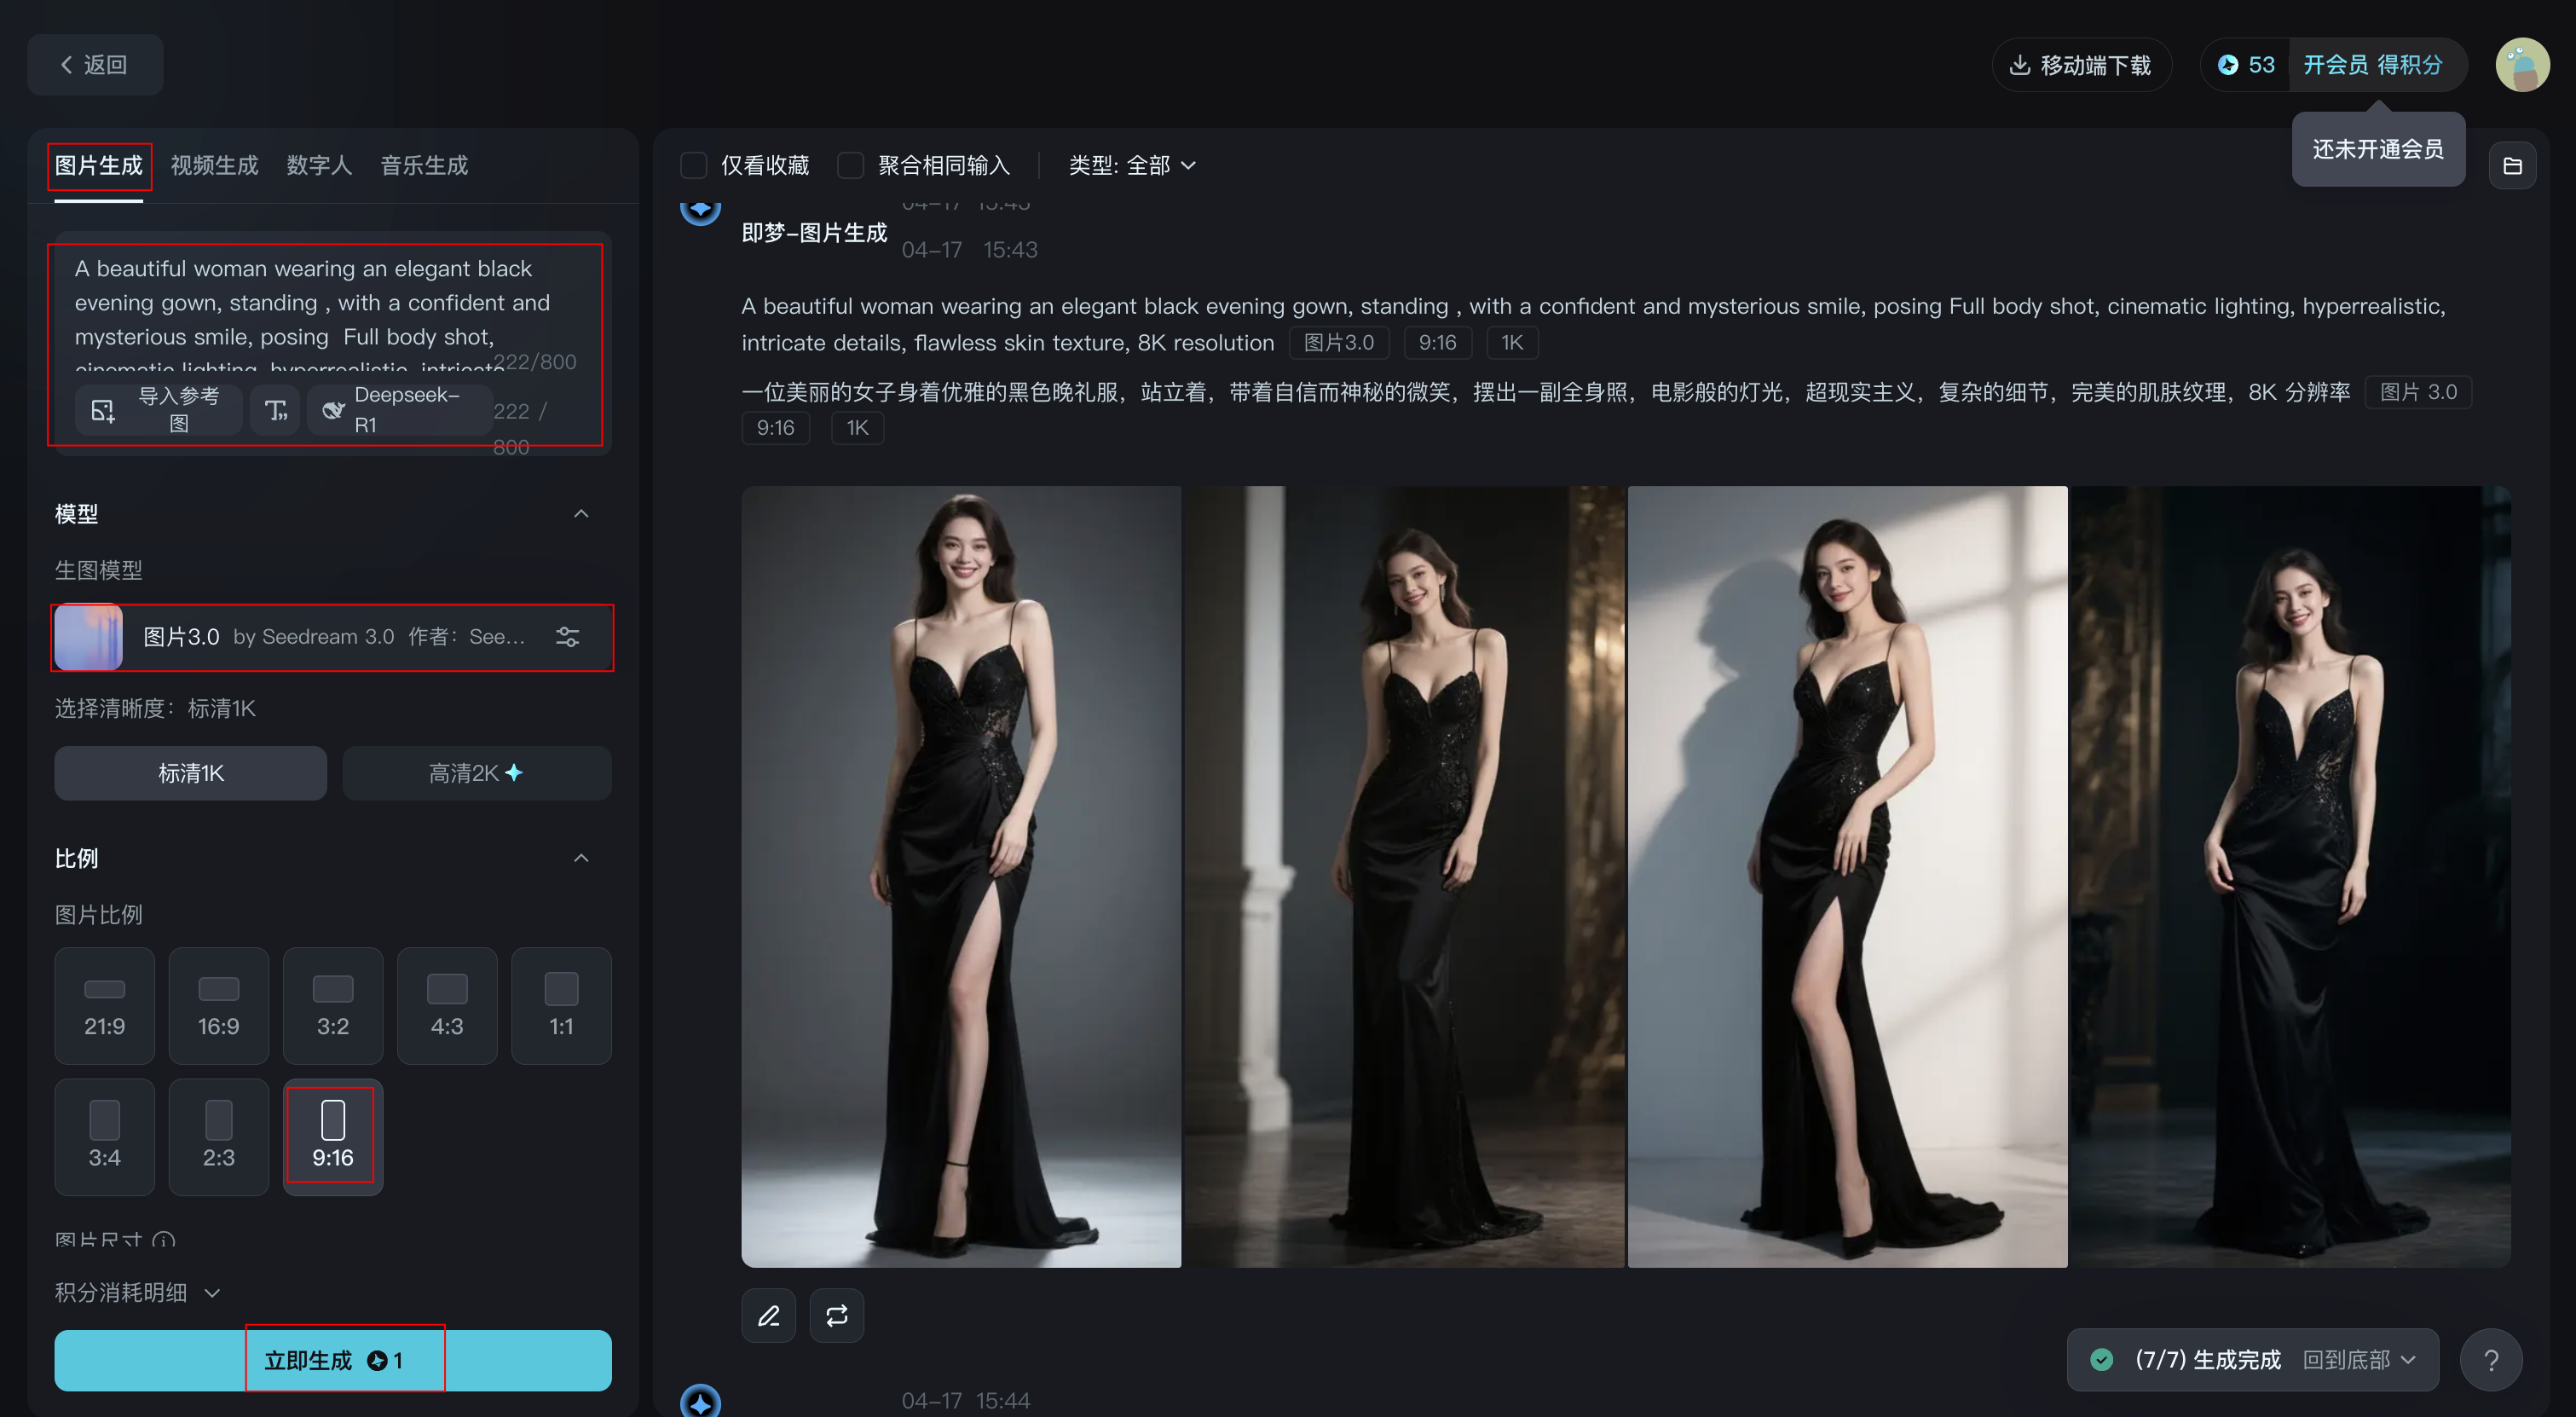 返回
移动端下载
53
开会员 得积分
还未开通会员
图片生成
视频生成
数字人
音乐生成
A beautiful woman wearing an elegant black
evening gown, standing , with a confident and
mysterious smile, posing  Full body shot,
cinematic lighting, hyperrealistic, intricate
222/800
导入参考
图
T
Deepseek-
R1
222 /
800
模型
生图模型
图片3.0 by Seedream 3.0 作者: See...
选择清晰度: 标清1K
标清1K
高清2K
比例
图片比例
21:9
16:9
3:2
4:3
1:1
3:4
2:3
9:16
图片尺寸
积分消耗明细
立即生成 1
仅看收藏
聚合相同输入
类型: 全部
04-17 15:43
即梦-图片生成
04-17 15:43
A beautiful woman wearing an elegant black evening gown, standing , with a confident and mysterious smile, posing Full body shot, cinematic lighting, hyperrealistic,
intricate details, flawless skin texture, 8K resolution 图片3.0 9:16 1K
一位美丽的女子身着优雅的黑色晚礼服，站立着，带着自信而神秘的微笑，摆出一副全身照，电影般的灯光，超现实主义，复杂的细节，完美的肌肤纹理，8K 分辨率 图片 3.0
9:16 1K
(7/7) 生成完成 回到底部
?
04-17 15:44